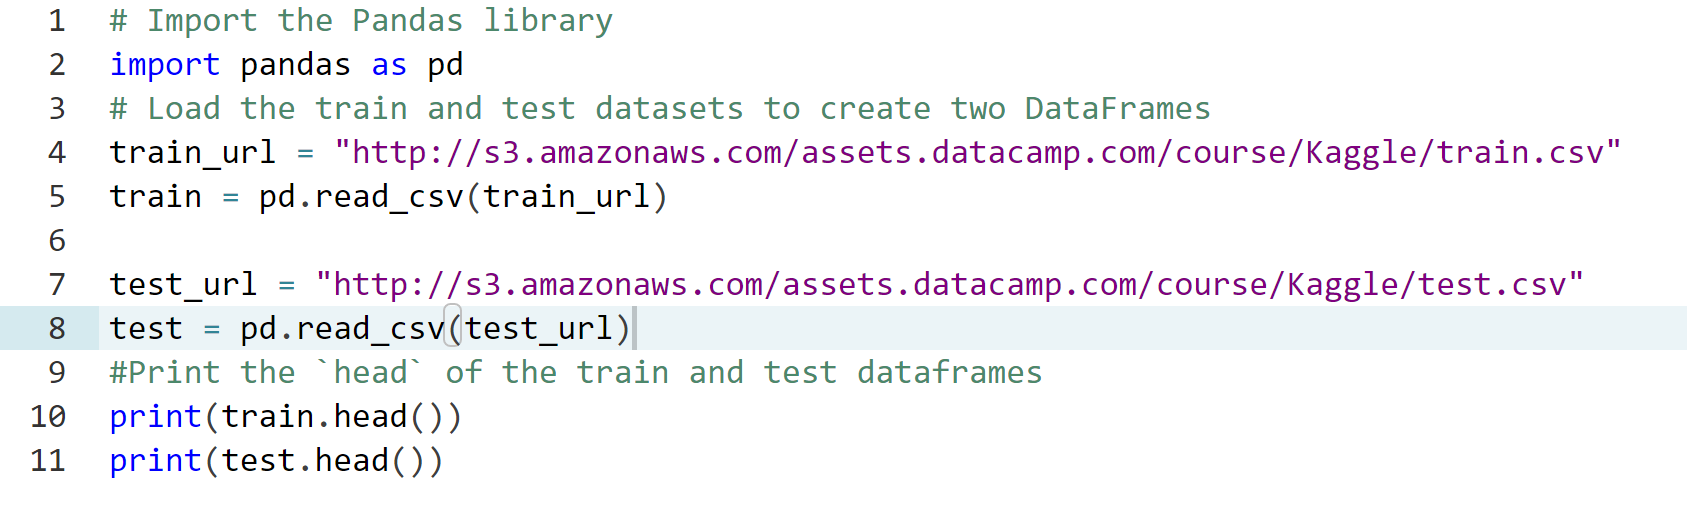 1 # Import the Pandas library
2 import pandas as pd
3 # Load the train and test datasets to create two DataFrames
4 train_url = "http://s3.amazonaws.com/assets.datacamp.com/course/Kaggle/train.csv"
5 train = pd.read_csv(train_url)
6
7 test_url = "http://s3.amazonaws.com/assets.datacamp.com/course/Kaggle/test.csv"
8 test = pd.read_csv(test_url)
9 #Print the `head` of the train and test dataframes
10 print(train.head())
11 print(test.head())